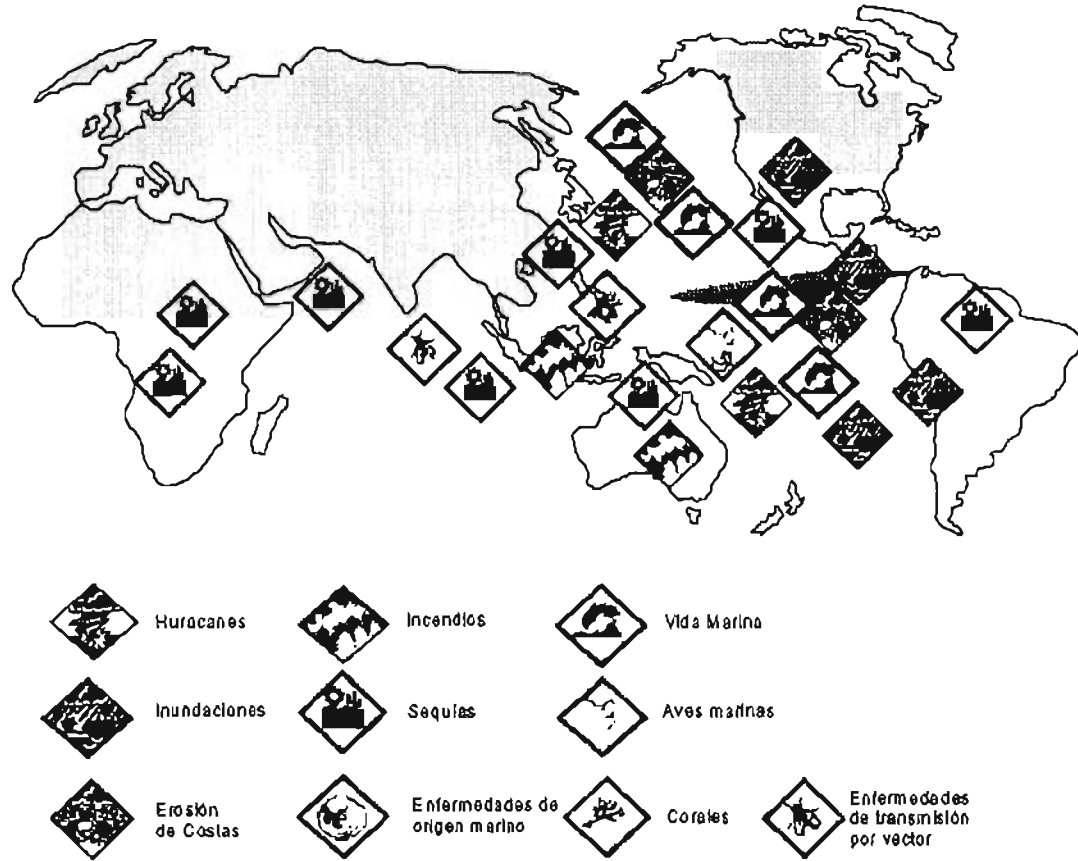 Huracanes
Incendios
Vida Marina
Inundaciones
Sequías
Aves marinas
Erosión
de Costas
Enfermedades de
origen marino
Corales
Enfermedades
de transmisión
por vector